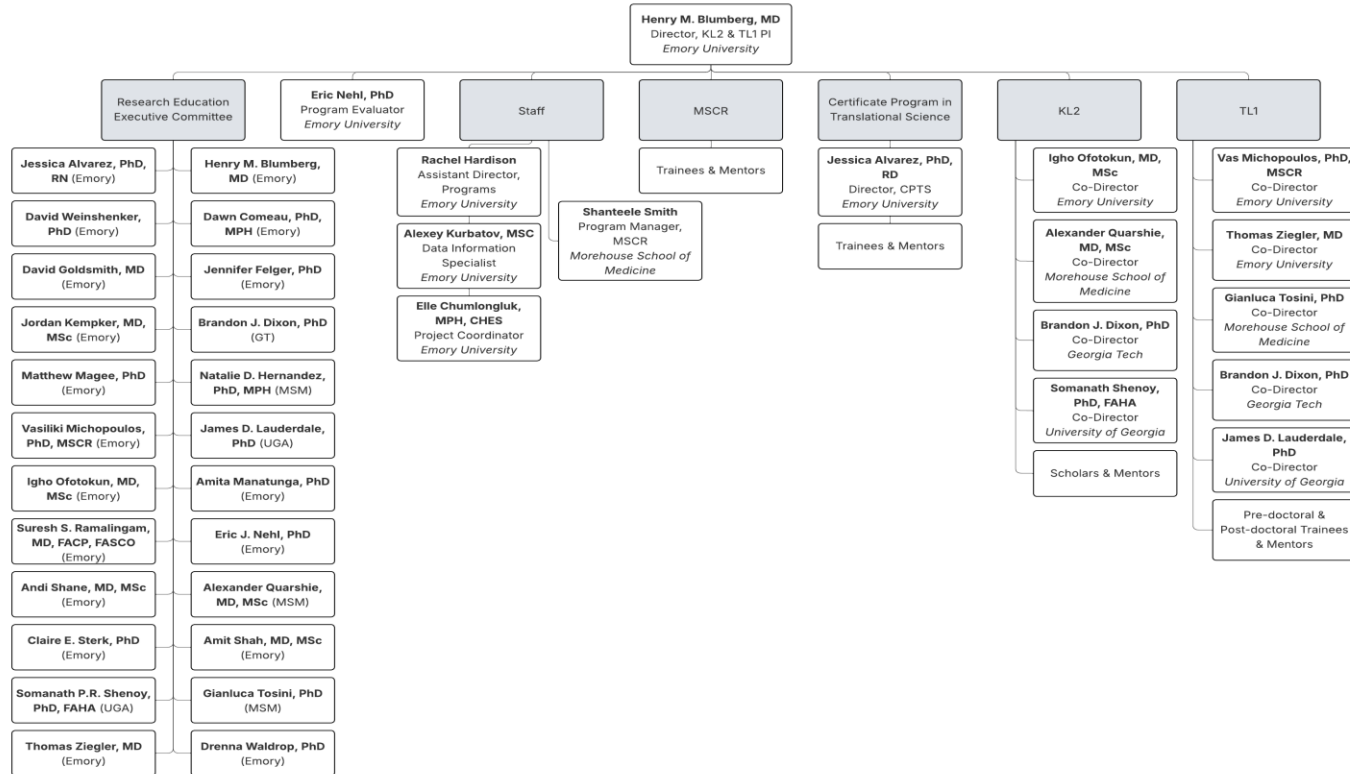 Henry M. Blumberg, MD
Director, KL2 & TL1 PI
Emory University
Research Education
Executive Committee
Eric Nehl, PhD
Program Evaluator
Emory University
Staff
MSCR
Certificate Program in
Translational Science
KL2
TL1
Jessica Alvarez, PhD,
RN (Emory)
Henry M. Blumberg,
MD (Emory)
David Weinshenker,
PhD (Emory)
Dawn Comeau, PhD,
MPH (Emory)
David Goldsmith, MD
(Emory)
Jennifer Felger, PhD
(Emory)
Jordan Kempker, MD,
MSc (Emory)
Brandon J. Dixon, PhD
(GT)
Matthew Magee, PhD
(Emory)
Natalie D. Hernandez,
PhD, MPH (MSM)
Vasiliki Michopoulos,
PhD, MSCR (Emory)
James D. Lauderdale,
PhD (UGA)
Igho Ofotokun, MD,
MSc (Emory)
Amita Manatunga, PhD
(Emory)
Suresh S. Ramalingam,
MD, FACP, FASCO
(Emory)
Eric J. Nehl, PhD
(Emory)
Andi Shane, MD, MSc
(Emory)
Alexander Quarshie,
MD, MSc (MSM)
Claire E. Sterk, PhD
(Emory)
Amit Shah, MD, MSc
(Emory)
Somanath P.R. Shenoy,
PhD, FAHA (UGA)
Gianluca Tosini, PhD
(MSM)
Thomas Ziegler, MD
(Emory)
Drenna Waldrop, PhD
(Emory)
Rachel Hardison
Assistant Director,
Programs
Emory University
Alexey Kurbatov, MSC
Data Information
Specialist
Emory University
Elle Chumlongluk,
MPH, CHES
Project Coordinator
Emory University
Shanteele Smith
Program Manager,
MSCR
Morehouse School of
Medicine
Trainees & Mentors
Jessica Alvarez, PhD,
RD
Director, CPTS
Emory University
Trainees & Mentors
Igho Ofotokun, MD,
MSc
Co-Director
Emory University
Alexander Quarshie,
MD, MSc
Co-Director
Morehouse School of
Medicine
Brandon J. Dixon, PhD
Co-Director
Georgia Tech
Somanath Shenoy,
PhD, FAHA
Co-Director
University of Georgia
Scholars & Mentors
Vas Michopoulos, PhD,
MSCR
Co-Director
Emory University
Thomas Ziegler, MD
Co-Director
Emory University
Gianluca Tosini, PhD
Co-Director
Morehouse School of
Medicine
Brandon J. Dixon, PhD
Co-Director
Georgia Tech
James D. Lauderdale,
PhD
Co-Director
University of Georgia
Pre-doctoral &
Post-doctoral Trainees
& Mentors